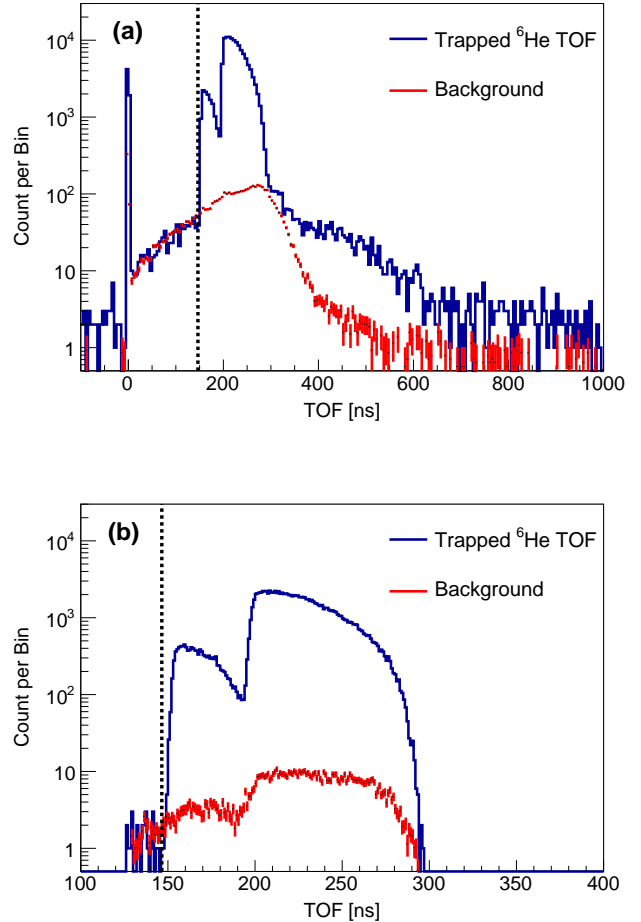 (a)
Trapped ⁶He TOF
Background
Count per Bin
10⁴
10³
10²
10
1
0 200 400 600 800 1000
TOF [ns]
(b)
Trapped ⁶He TOF
Background
Count per Bin
10⁴
10³
10²
10
1
100 150 200 250 300 350 400
TOF [ns]